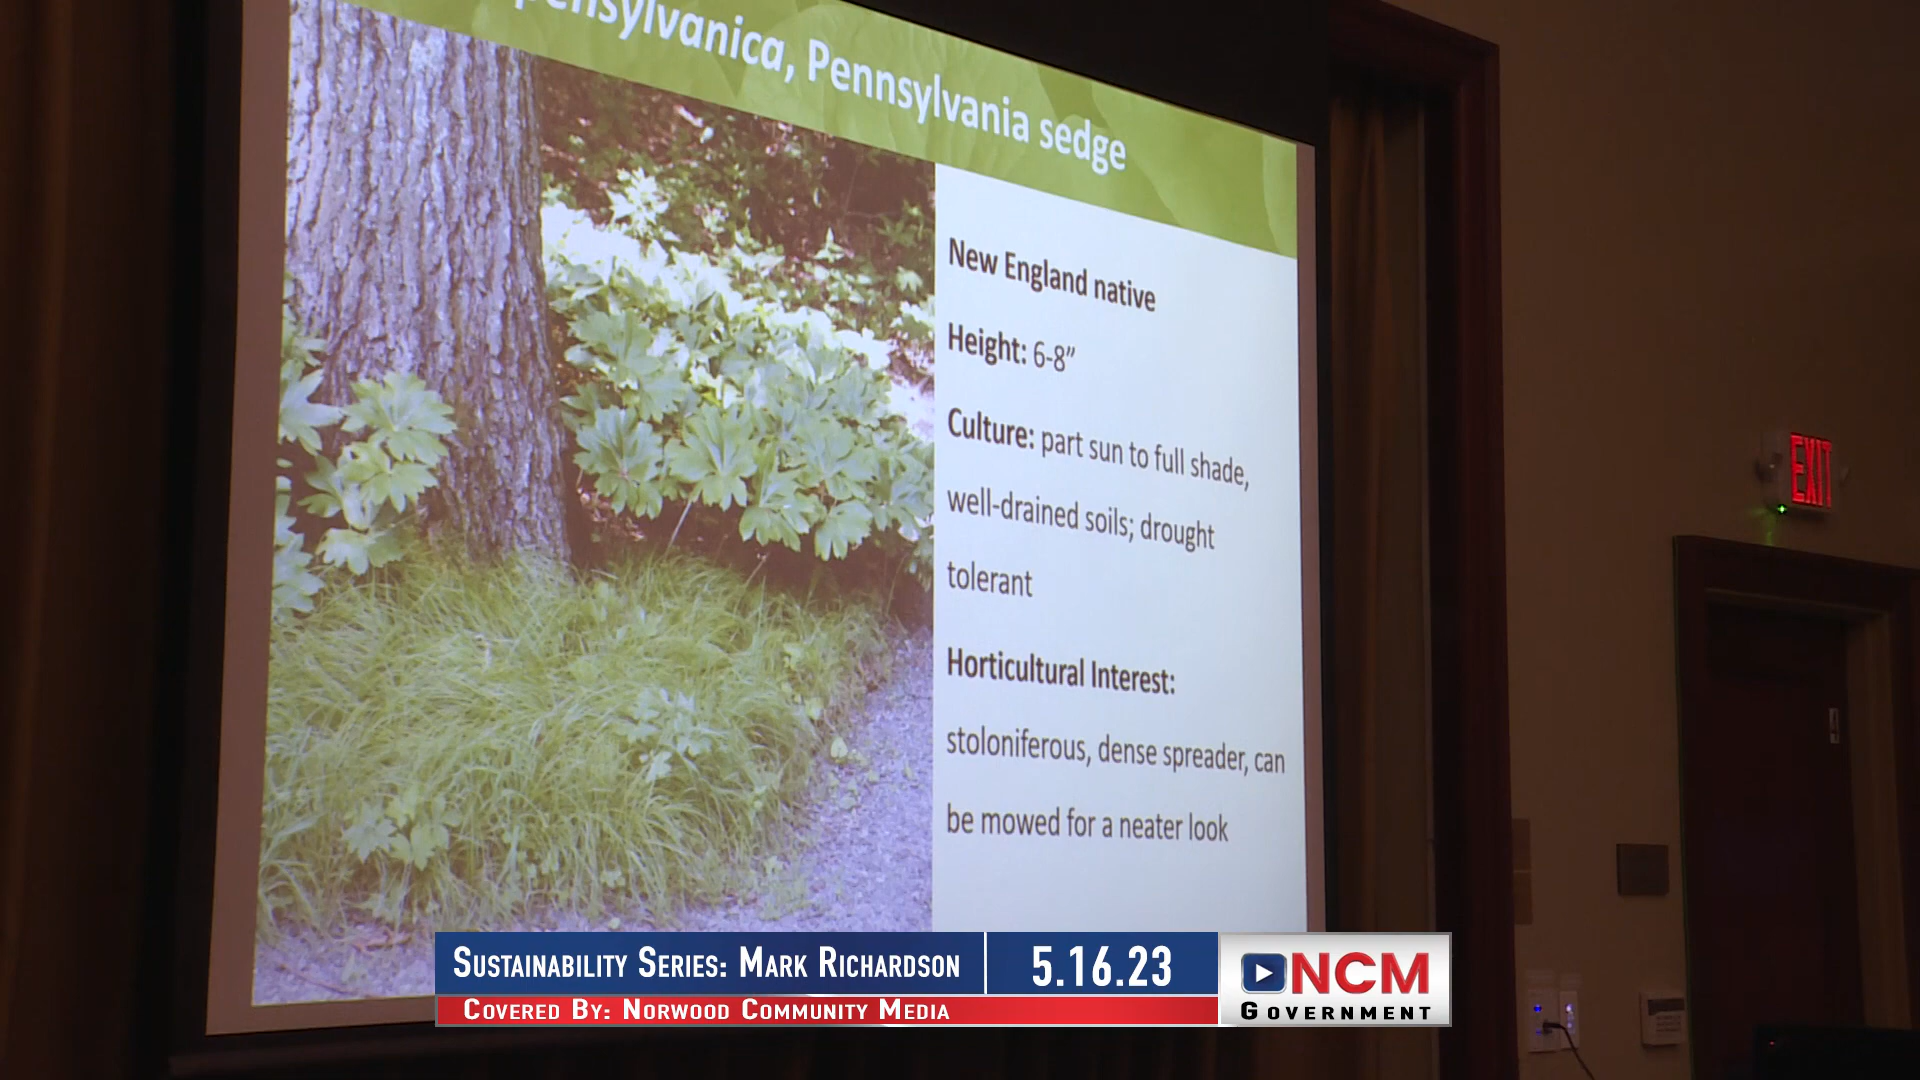 pensylvanica, Pennsylvania sedge
New England native
Height: 6-8”
Culture: part sun to full shade,
well-drained soils; drought
tolerant
Horticultural Interest:
stoloniferous, dense spreader, can
be mowed for a neater look
EXIT
Sustainability Series: Mark Richardson
5.16.23
Covered By: Norwood Community Media
NCM
Government